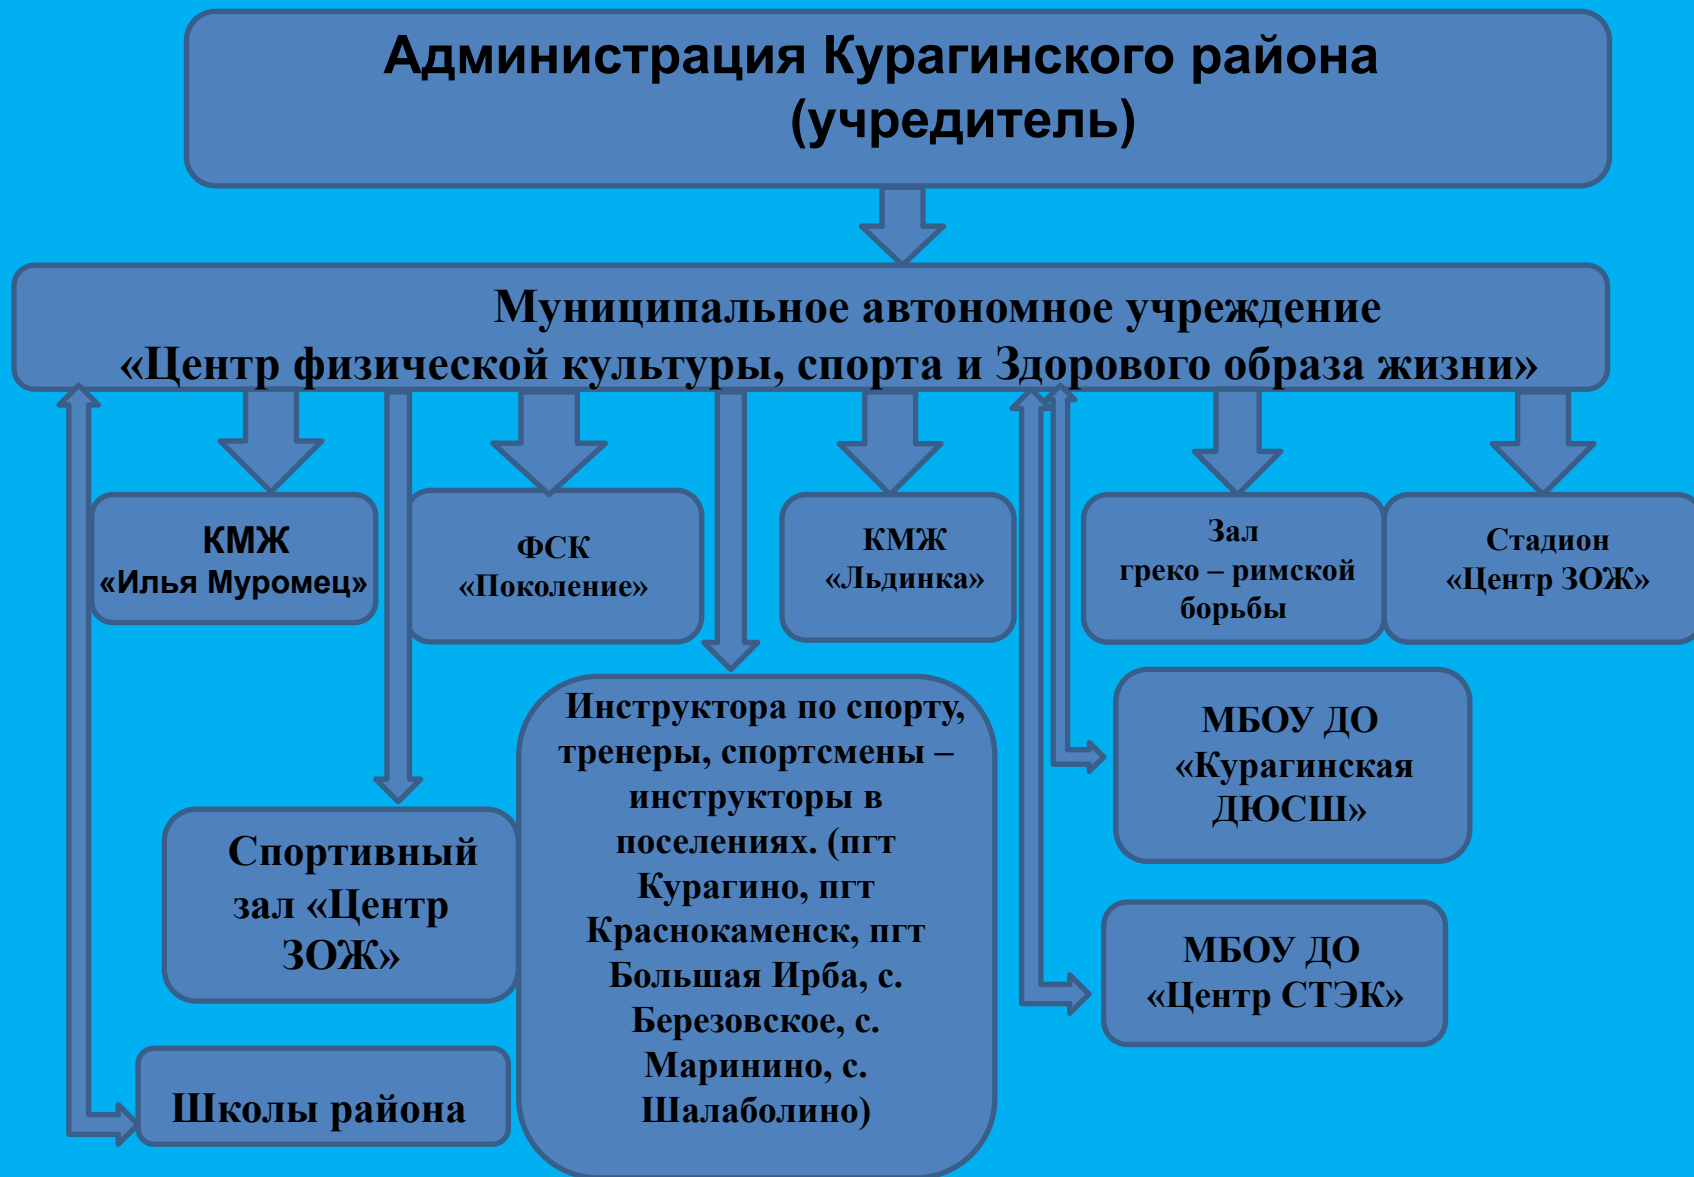 Администрация Курагинского района
(учредитель)
Муниципальное автономное учреждение
«Центр физической культуры, спорта и Здорового образа жизни»
КМЖ
«Илья Муромец»
ФСК
«Поколение»
КМЖ
«Льдинка»
Зал
греко – римской
борьбы
Стадион
«Центр ЗОЖ»
Инструктора по спорту,
тренеры, спортсмены –
инструкторы в
поселениях. (пгт
Курагино, пгт
Краснокаменск, пгт
Большая Ирба, с.
Березовское, с.
Маринино, с.
Шалаболино)
МБОУ ДО
«Курагинская
ДЮСШ»
Спортивный
зал «Центр
ЗОЖ»
МБОУ ДО
«Центр СТЭК»
Школы района